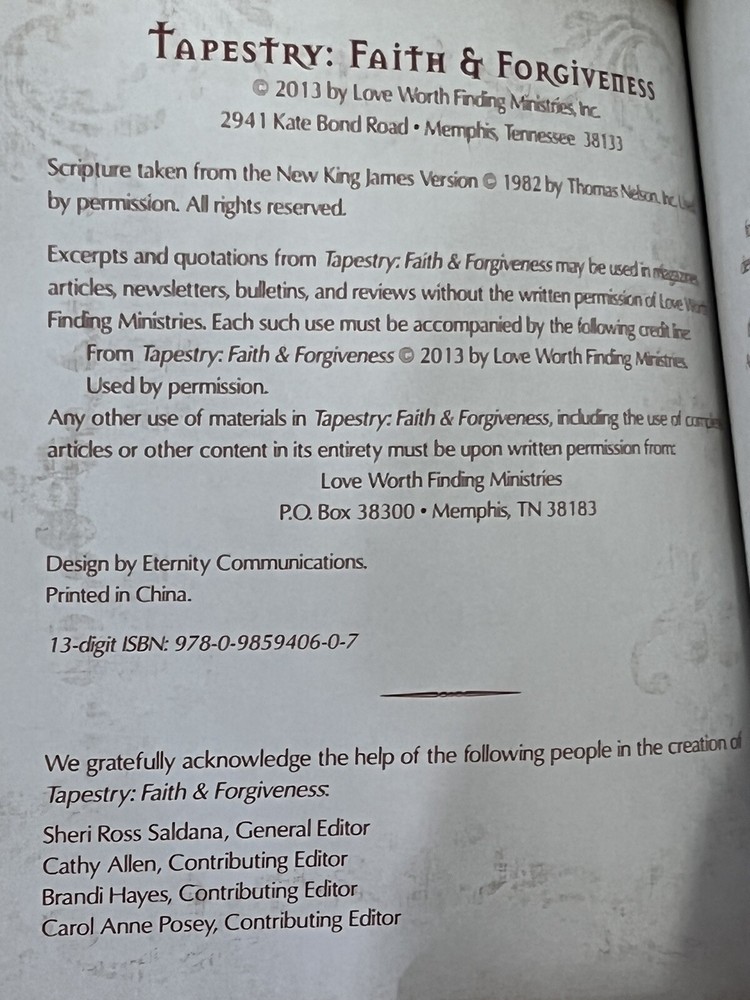 Tapestry: Faith & Forgiveness
© 2013 by Love Worth Finding Ministries, Inc.
2941 Kate Bond Road • Memphis, Tennessee 38133
Scripture taken from the New King James Version © 1982 by Thomas Nelson, Inc. Used
by permission. All rights reserved.
Excerpts and quotations from Tapestry: Faith & Forgiveness may be used in magazine
articles, newsletters, bulletins, and reviews without the written permission of Love Worth
Finding Ministries. Each such use must be accompanied by the following credit line:
From Tapestry: Faith & Forgiveness © 2013 by Love Worth Finding Ministries.
Used by permission.
Any other use of materials in Tapestry: Faith & Forgiveness, including the use of complete
articles or other content in its entirety must be upon written permission from:
Love Worth Finding Ministries
P.O. Box 38300 • Memphis, TN 38183
Design by Eternity Communications.
Printed in China.
13-digit ISBN: 978-0-9859406-0-7
We gratefully acknowledge the help of the following people in the creation of
Tapestry: Faith & Forgiveness:
Sheri Ross Saldana, General Editor
Cathy Allen, Contributing Editor
Brandi Hayes, Contributing Editor
Carol Anne Posey, Contributing Editor